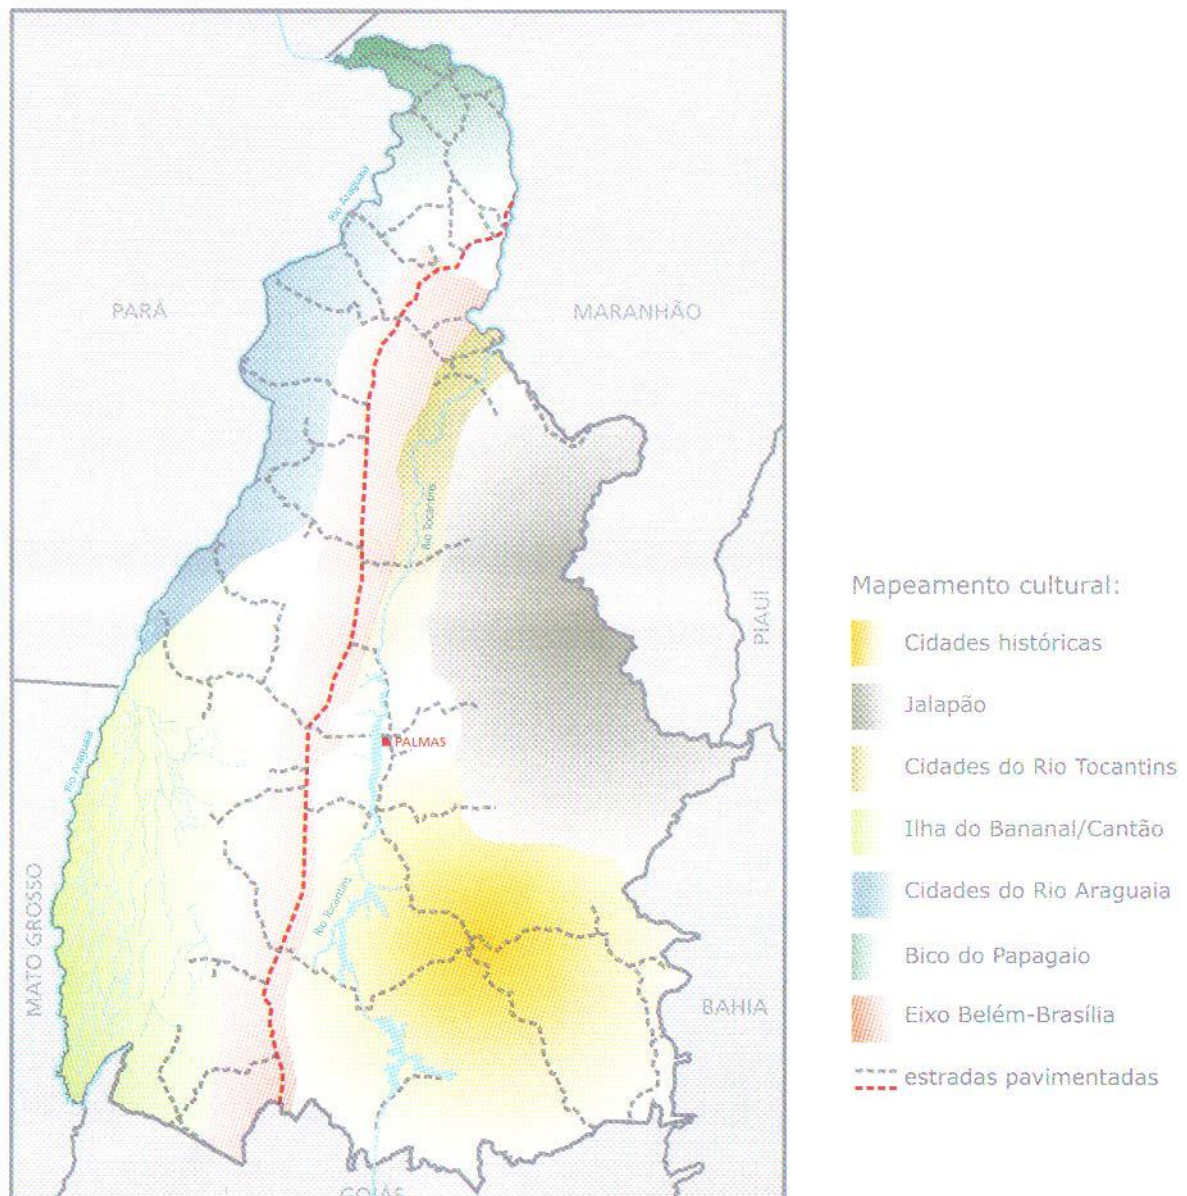 Rio Araguaia
PARÁ
MARANHÃO
Rio Tocantins
PIAUÍ
PALMAS
Rio Araguaia
MATO GROSSO
Rio Tocantins
BAHIA
GOIÁS
Mapeamento cultural:
Cidades históricas
Jalapão
Cidades do Rio Tocantins
Ilha do Bananal/Cantão
Cidades do Rio Araguaia
Bico do Papagaio
Eixo Belém-Brasília
estradas pavimentadas